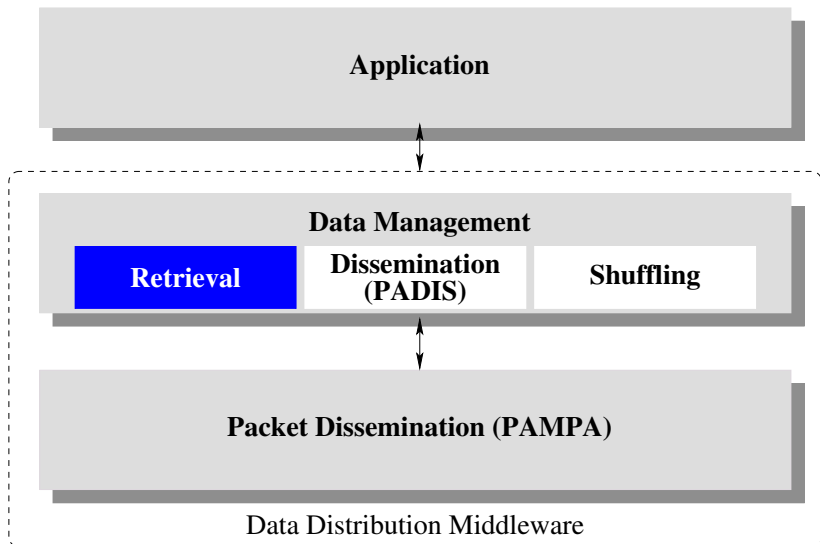 Application
Data Management
Retrieval
Dissemination
(PADIS)
Shuffling
Packet Dissemination (PAMPA)
Data Distribution Middleware